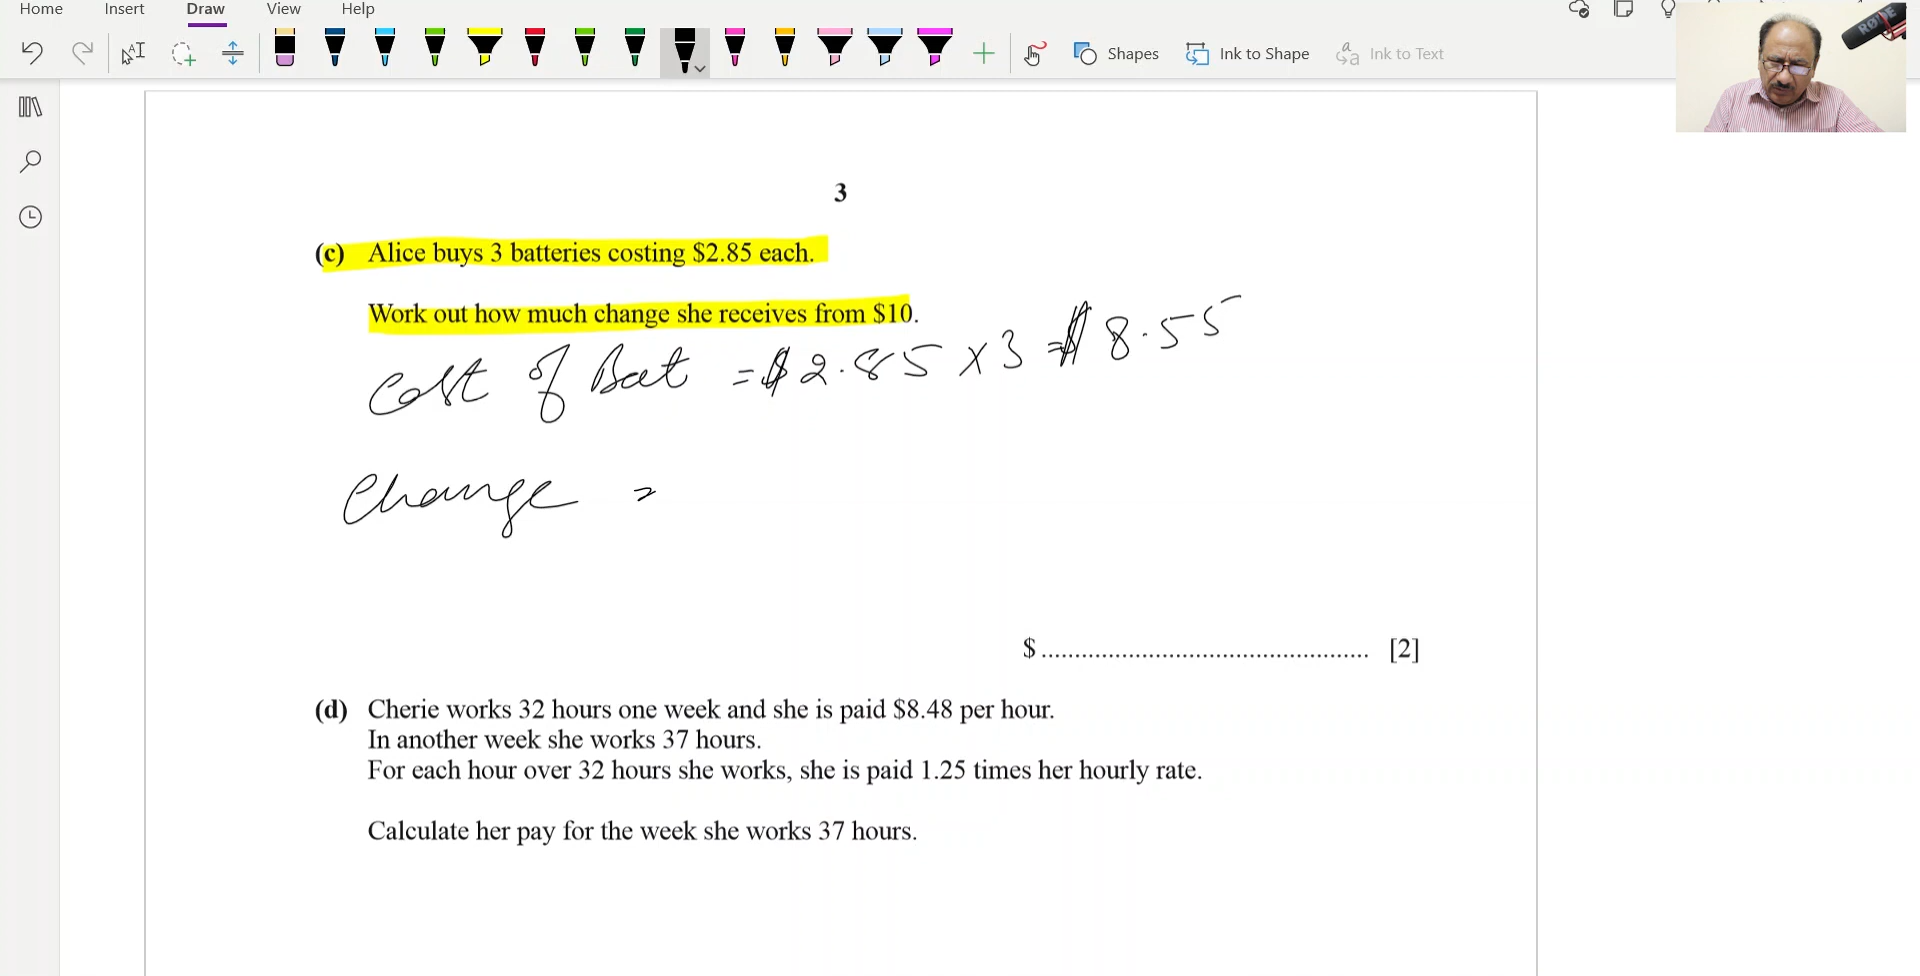 Home Insert Draw View Help
Shapes Ink to Shape Ink to Text
RØDE
3
(c) Alice buys 3 batteries costing $2.85 each.
Work out how much change she receives from $10.
Cost of Bat = $2.85 × 3 = $8.55
Change =
$ ................................................. [2]
(d) Cherie works 32 hours one week and she is paid $8.48 per hour.
In another week she works 37 hours.
For each hour over 32 hours she works, she is paid 1.25 times her hourly rate.
Calculate her pay for the week she works 37 hours.